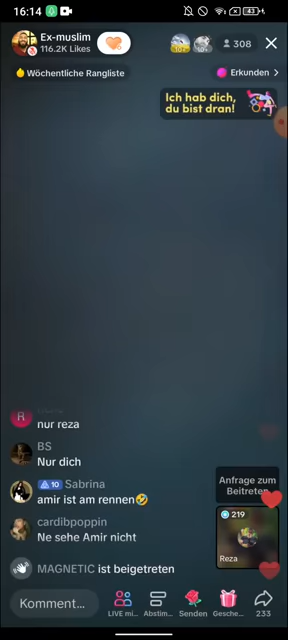 16:14
43
Ex-muslim
116.2K Likes
308
Wöchentliche Rangliste
Erkunden
Ich hab dich,
du bist dran!
R
nur reza
BS
Nur dich
10 Sabrina
amir ist am rennen🤣
cardibpoppin
Ne sehe Amir nicht
MAGNETIC ist beigetreten
Anfrage zum
Beitreten
219
Reza
Komment...
LIVE mi...
Abstim...
Senden
Gesche...
233